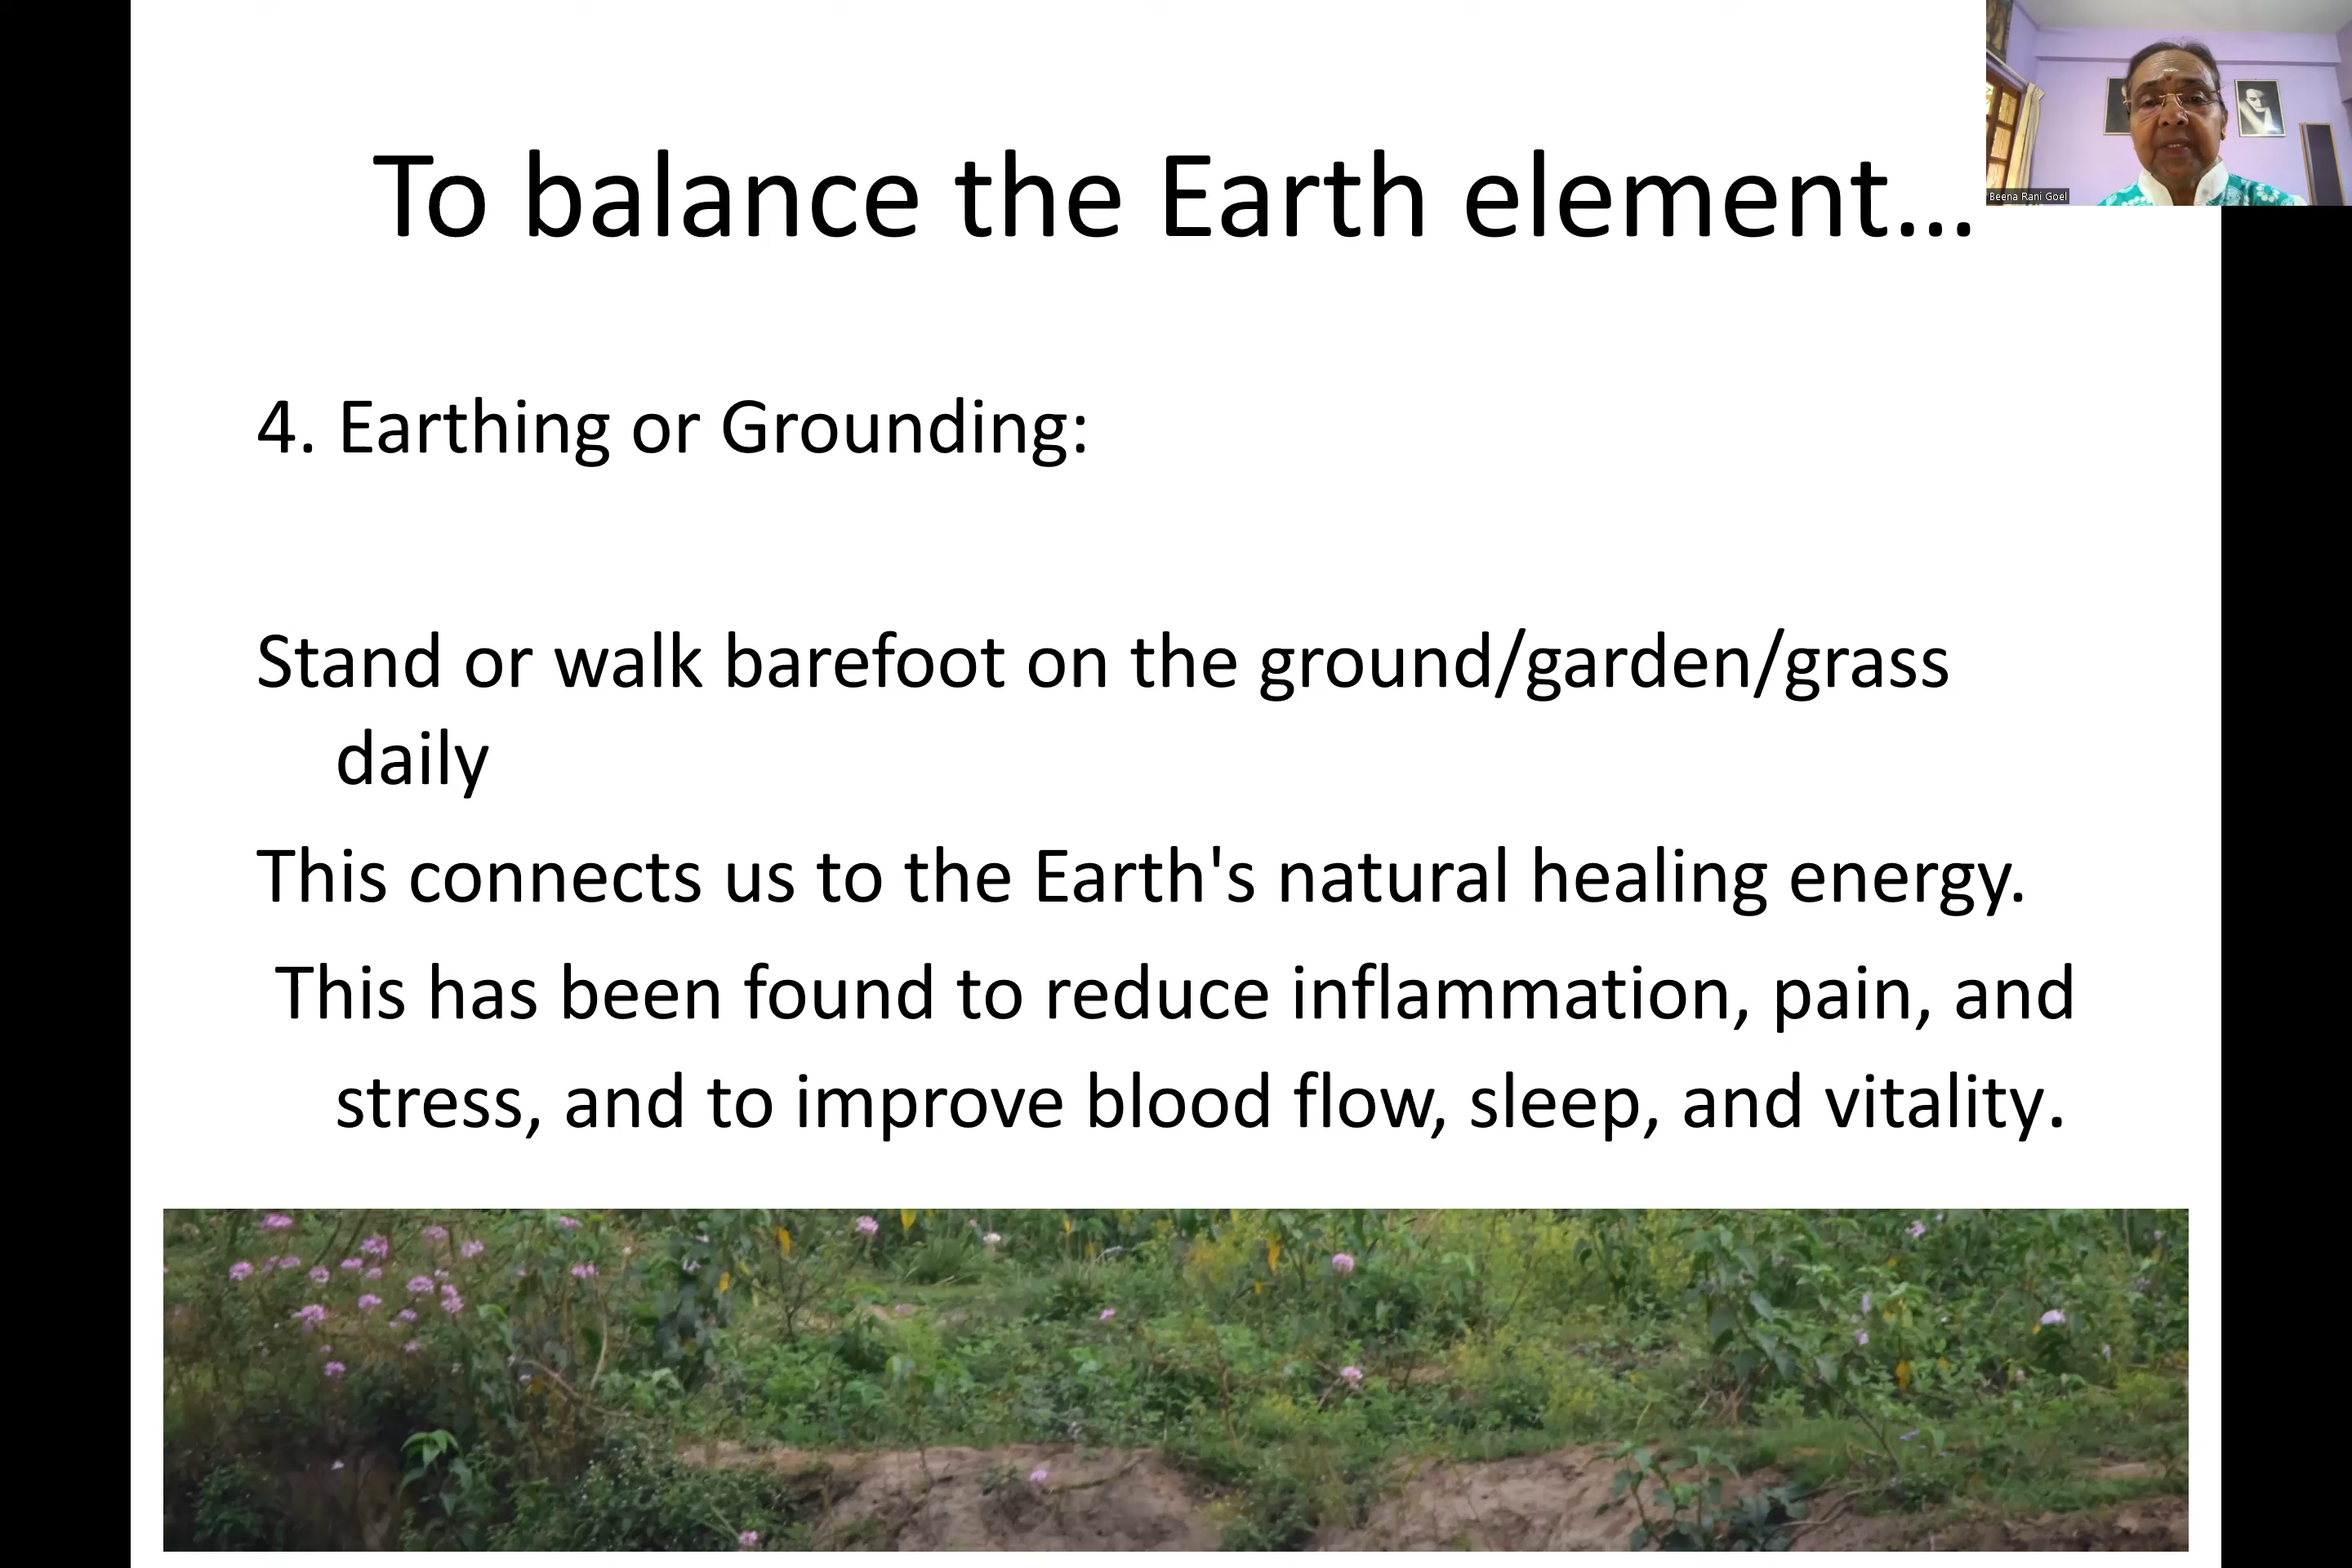 To balance the Earth element…
Beena Rani Goel
4. Earthing or Grounding:
Stand or walk barefoot on the ground/garden/grass
daily
This connects us to the Earth's natural healing energy.
This has been found to reduce inflammation, pain, and
stress, and to improve blood flow, sleep, and vitality.